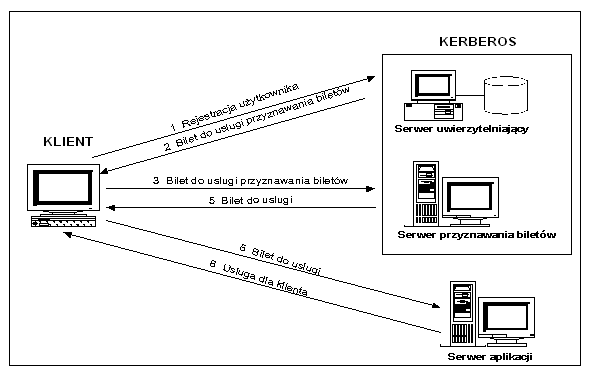 KERBEROS
KLIENT
1 Rejestracja użytkownika
2 Bilet do usługi przyznawania biletów
Serwer uwierzytelniający
3 Bilet do usługi przyznawania biletów
5 Bilet do usługi
Serwer przyznawania biletów
5 Bilet do usługi
6 Usługa dla klienta
Serwer aplikacji